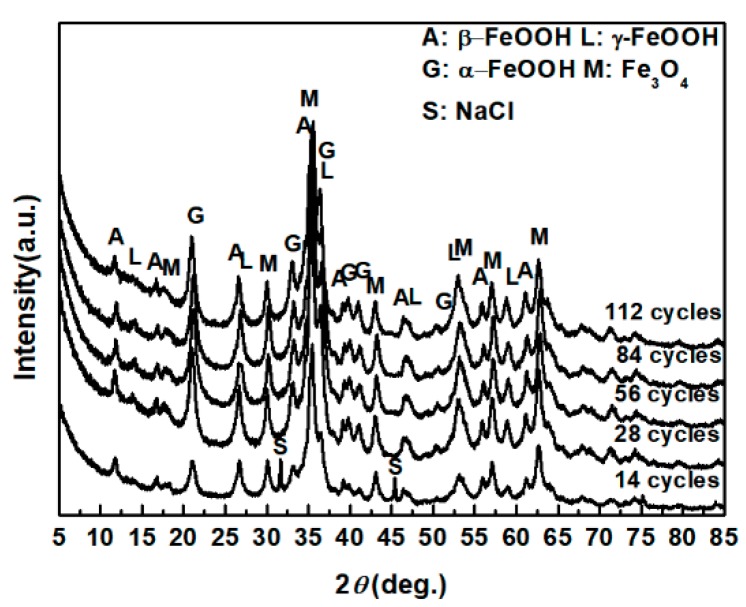 A: β–FeOOH L: γ-FeOOH
G: α–FeOOH M: Fe₃O₄
S: NaCl
M
A
G
L
A
L
A
M
G
A
L
M
G
A
G
G
M
A
L
G
L
M
A
M
L
A
M
S
S
112 cycles
84 cycles
56 cycles
28 cycles
14 cycles
Intensity(a.u.)
5 10 15 20 25 30 35 40 45 50 55 60 65 70 75 80 85
2θ(deg.)